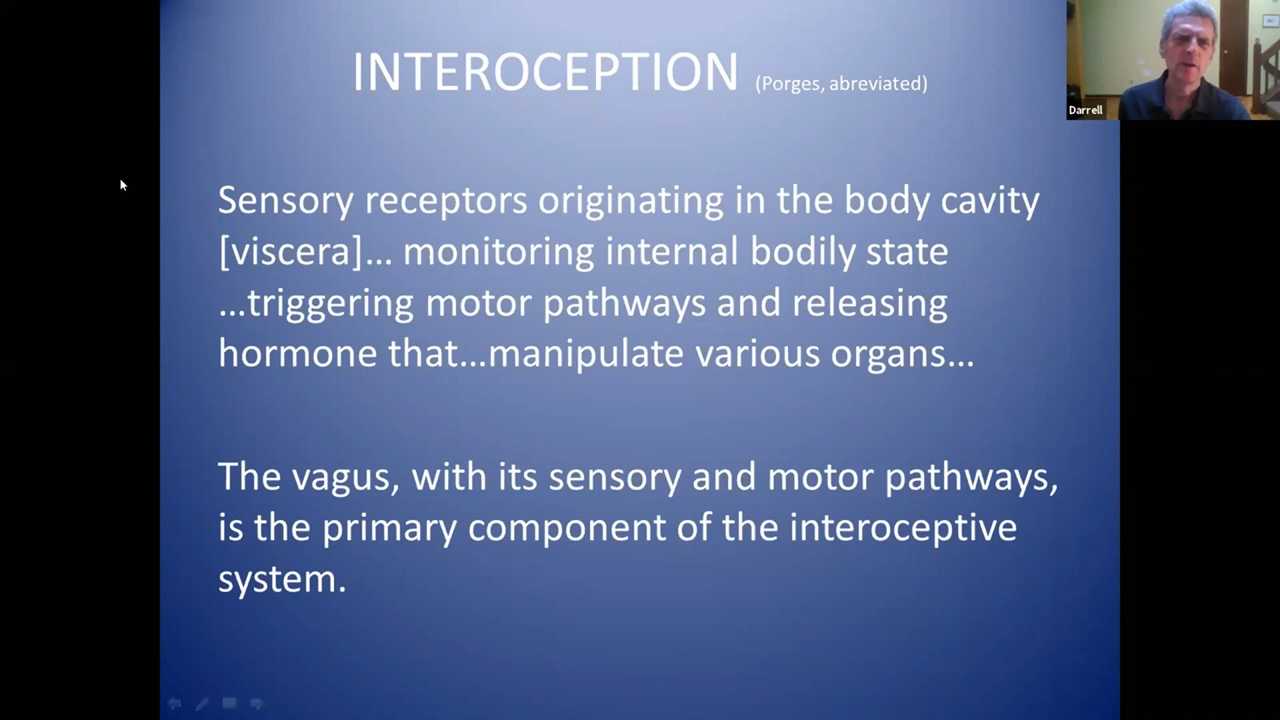 INTEROCEPTION (Porges, abreviated)
Darrell
Sensory receptors originating in the body cavity
[viscera]... monitoring internal bodily state
...triggering motor pathways and releasing
hormone that...manipulate various organs...
The vagus, with its sensory and motor pathways,
is the primary component of the interoceptive
system.